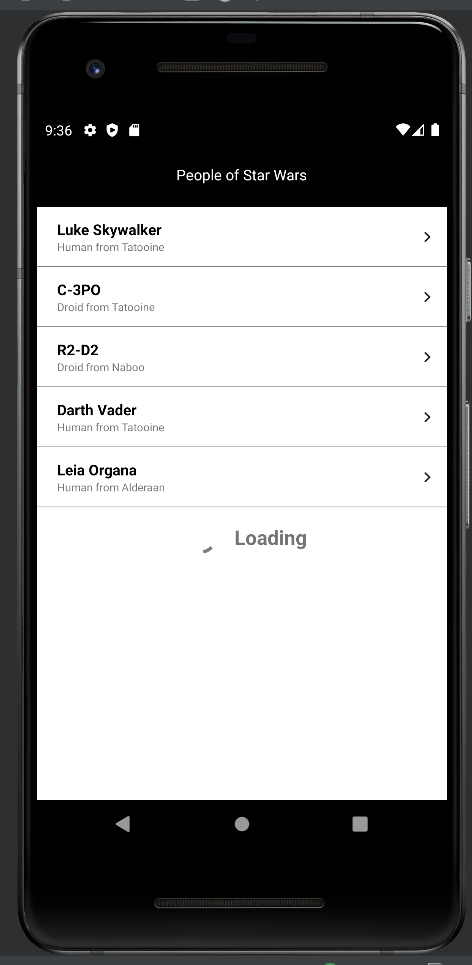 9:36
People of Star Wars
Luke Skywalker
Human from Tatooine
C-3PO
Droid from Tatooine
R2-D2
Droid from Naboo
Darth Vader
Human from Tatooine
Leia Organa
Human from Alderaan
Loading